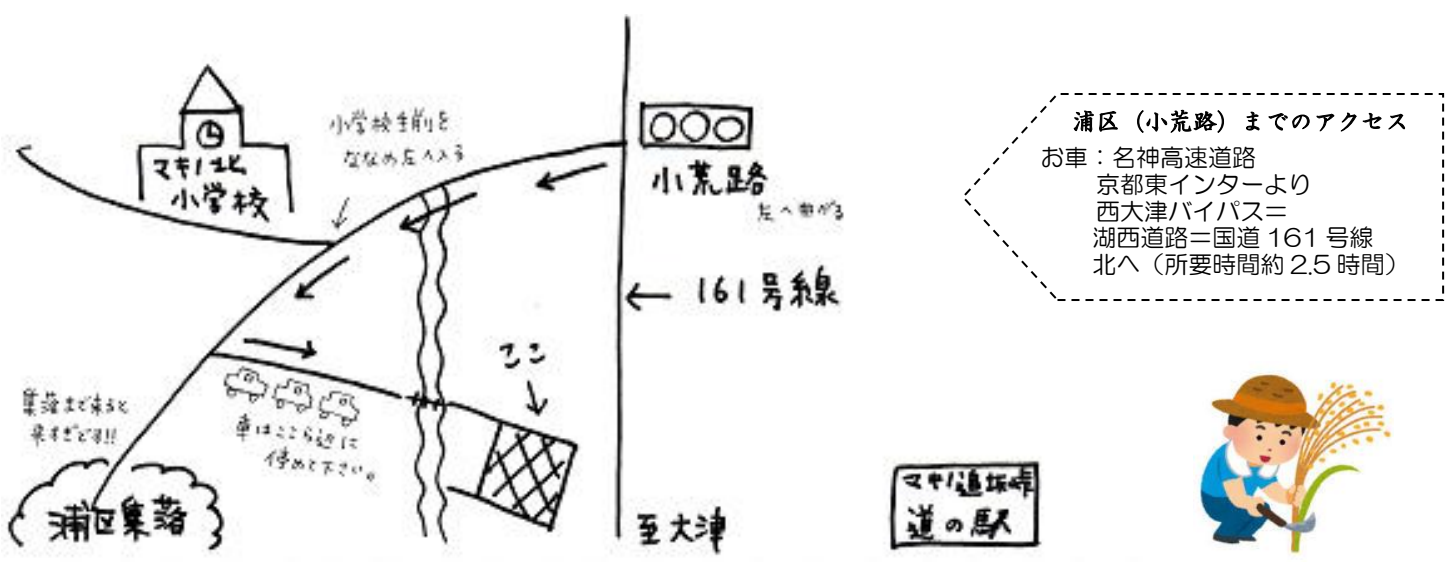 マキノ北
小学校
小学校手前を
ななめ左へ入る
小荒路
左へ曲がる
← 161号線
ここ
車はここら辺に
停めて下さい。
集落まで来ると
来すぎです!!
浦区集落
至大津
マキノ追坂峠
道の駅
浦区（小荒路）までのアクセス
お車：名神高速道路
京都東インターより
西大津バイパス＝
湖西道路＝国道161号線
北へ（所要時間約2.5時間）